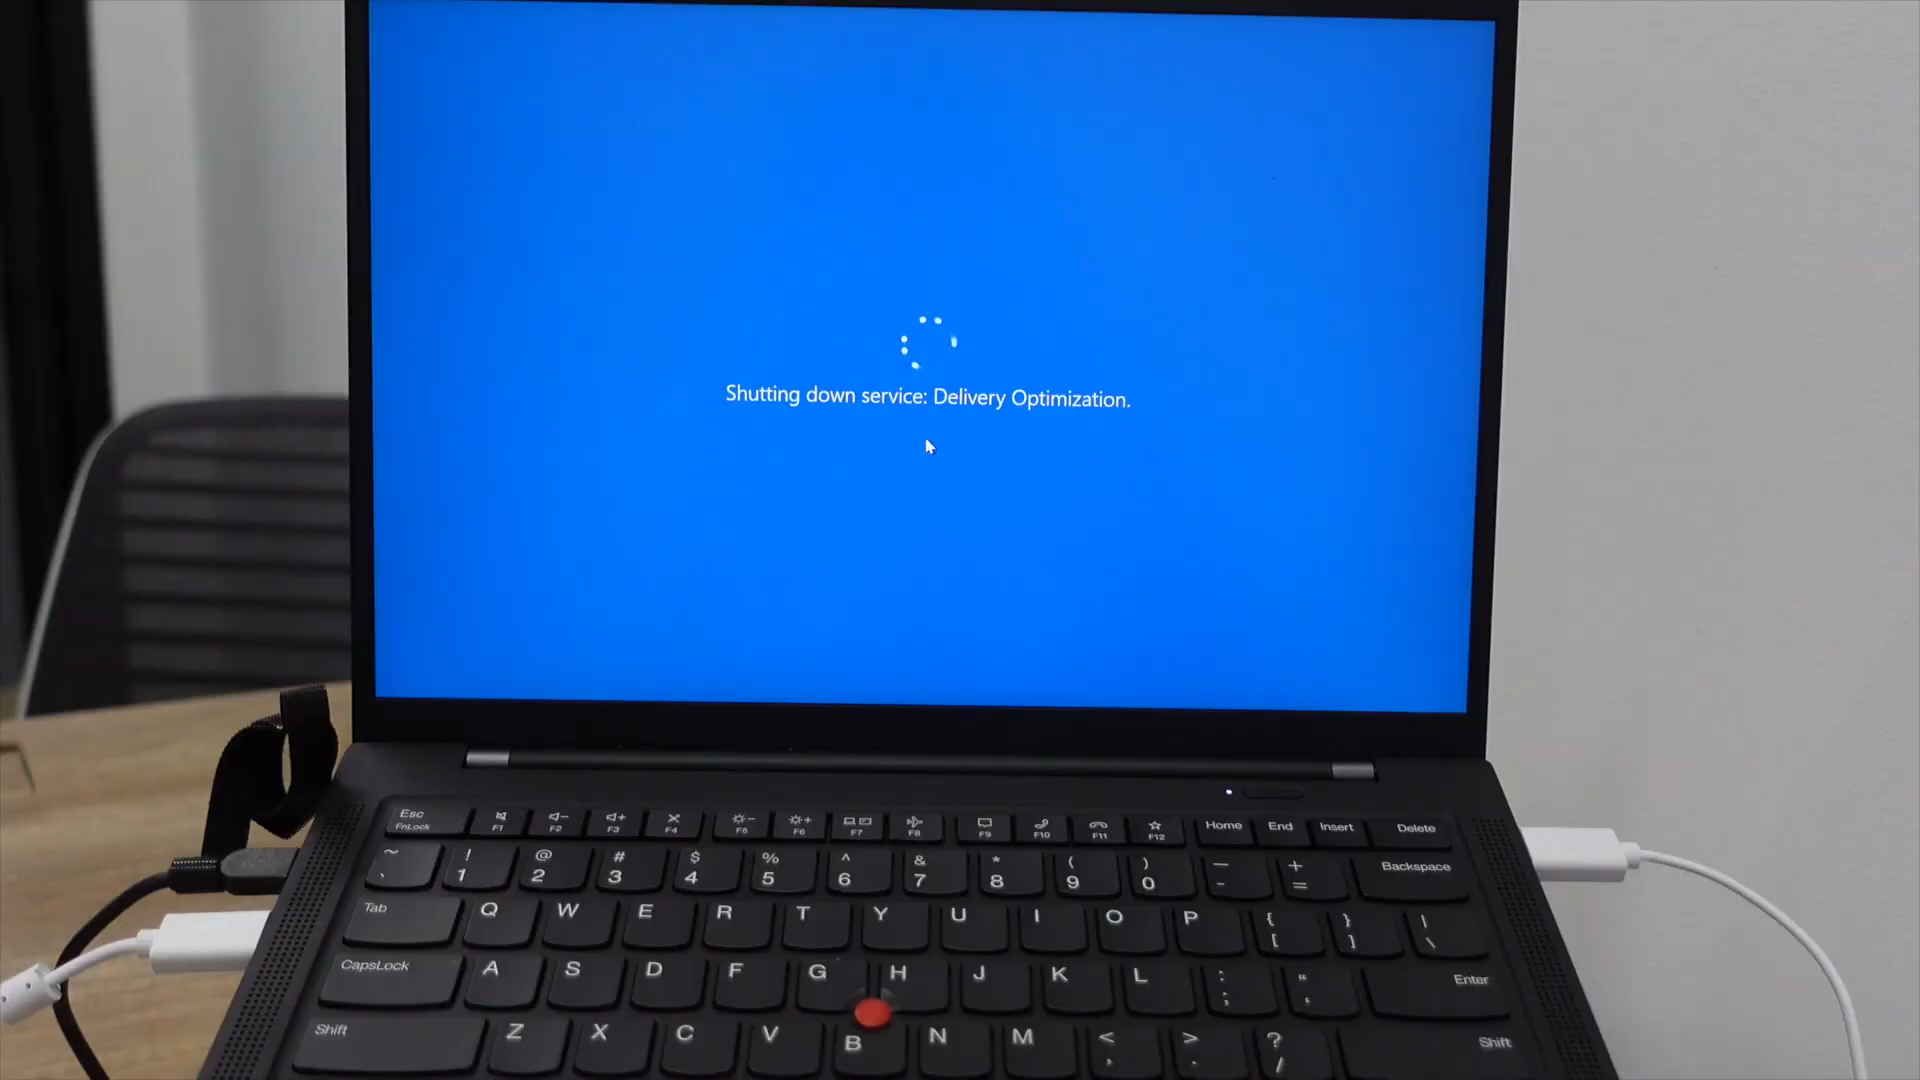 Shutting down service: Delivery Optimization.
Esc FnLock F1 F2 F3 F4 F5 F6 F7 F8 F9 F10 F11 F12 Home End Insert Delete
~ ` ! 1 @ 2 # 3 $ 4 % 5 ^ 6 & 7 * 8 ( 9 ) 0 _ - + = Backspace
Tab Q W E R T Y U I O P { [ } ] | \
CapsLock A S D F G H J K L : ; " ' Enter
Shift Z X C V B N M < , > . ? / Shift